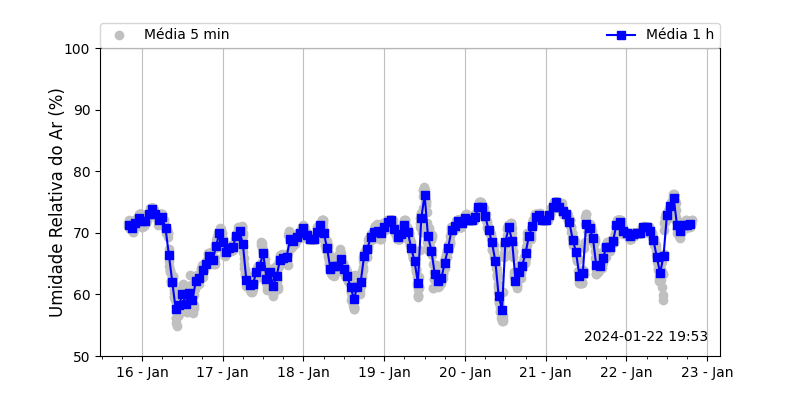 Média 5 min
Média 1 h
Umidade Relativa do Ar (%)
100
90
80
70
60
50
2024-01-22 19:53
16 - Jan
17 - Jan
18 - Jan
19 - Jan
20 - Jan
21 - Jan
22 - Jan
23 - Jan